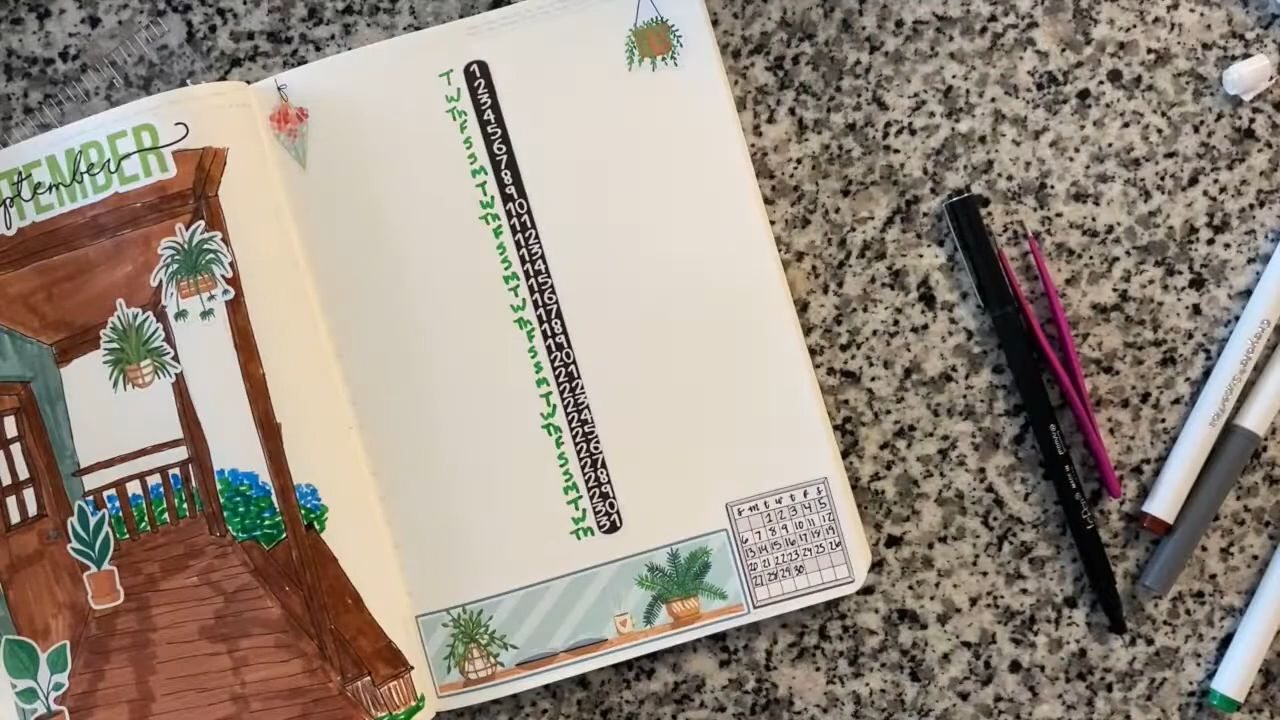 TEMBER
ptember
T 1
W 2
Th 3
F 4
S 5
S 6
M 7
T 8
W 9
Th 10
F 11
S 12
S 13
M 14
T 15
W 16
Th 17
F 18
S 19
S 20
M 21
T 22
W 23
Th 24
F 25
S 26
S 27
M 28
T 29
W 30
Th 31
s m t w t f s
1 2 3 4 5
6 7 8 9 10 11 12
13 14 15 16 17 18 19
20 21 22 23 24 25 26
27 28 29 30